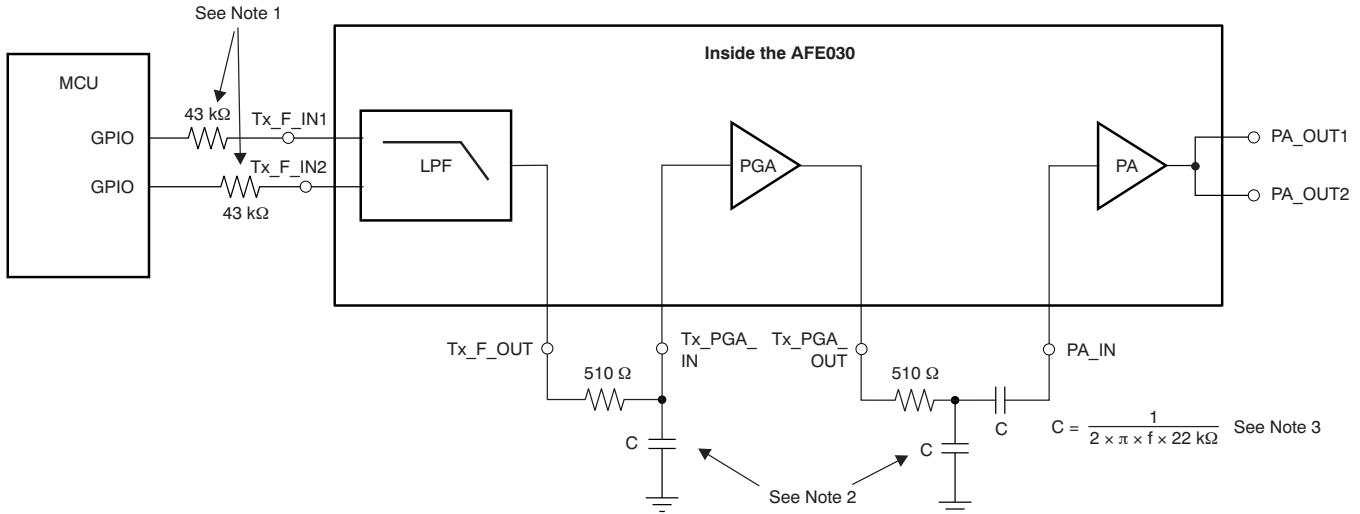 See Note 1
Inside the AFE030
MCU
43 kΩ
Tx_F_IN1
GPIO
Tx_F_IN2
GPIO
43 kΩ
LPF
PGA
PA
PA_OUT1
PA_OUT2
Tx_F_OUT
Tx_PGA_
IN
Tx_PGA_
OUT
PA_IN
510 Ω
510 Ω
C
C
C
C = 1 / 2 × π × f × 22 kΩ See Note 3
See Note 2